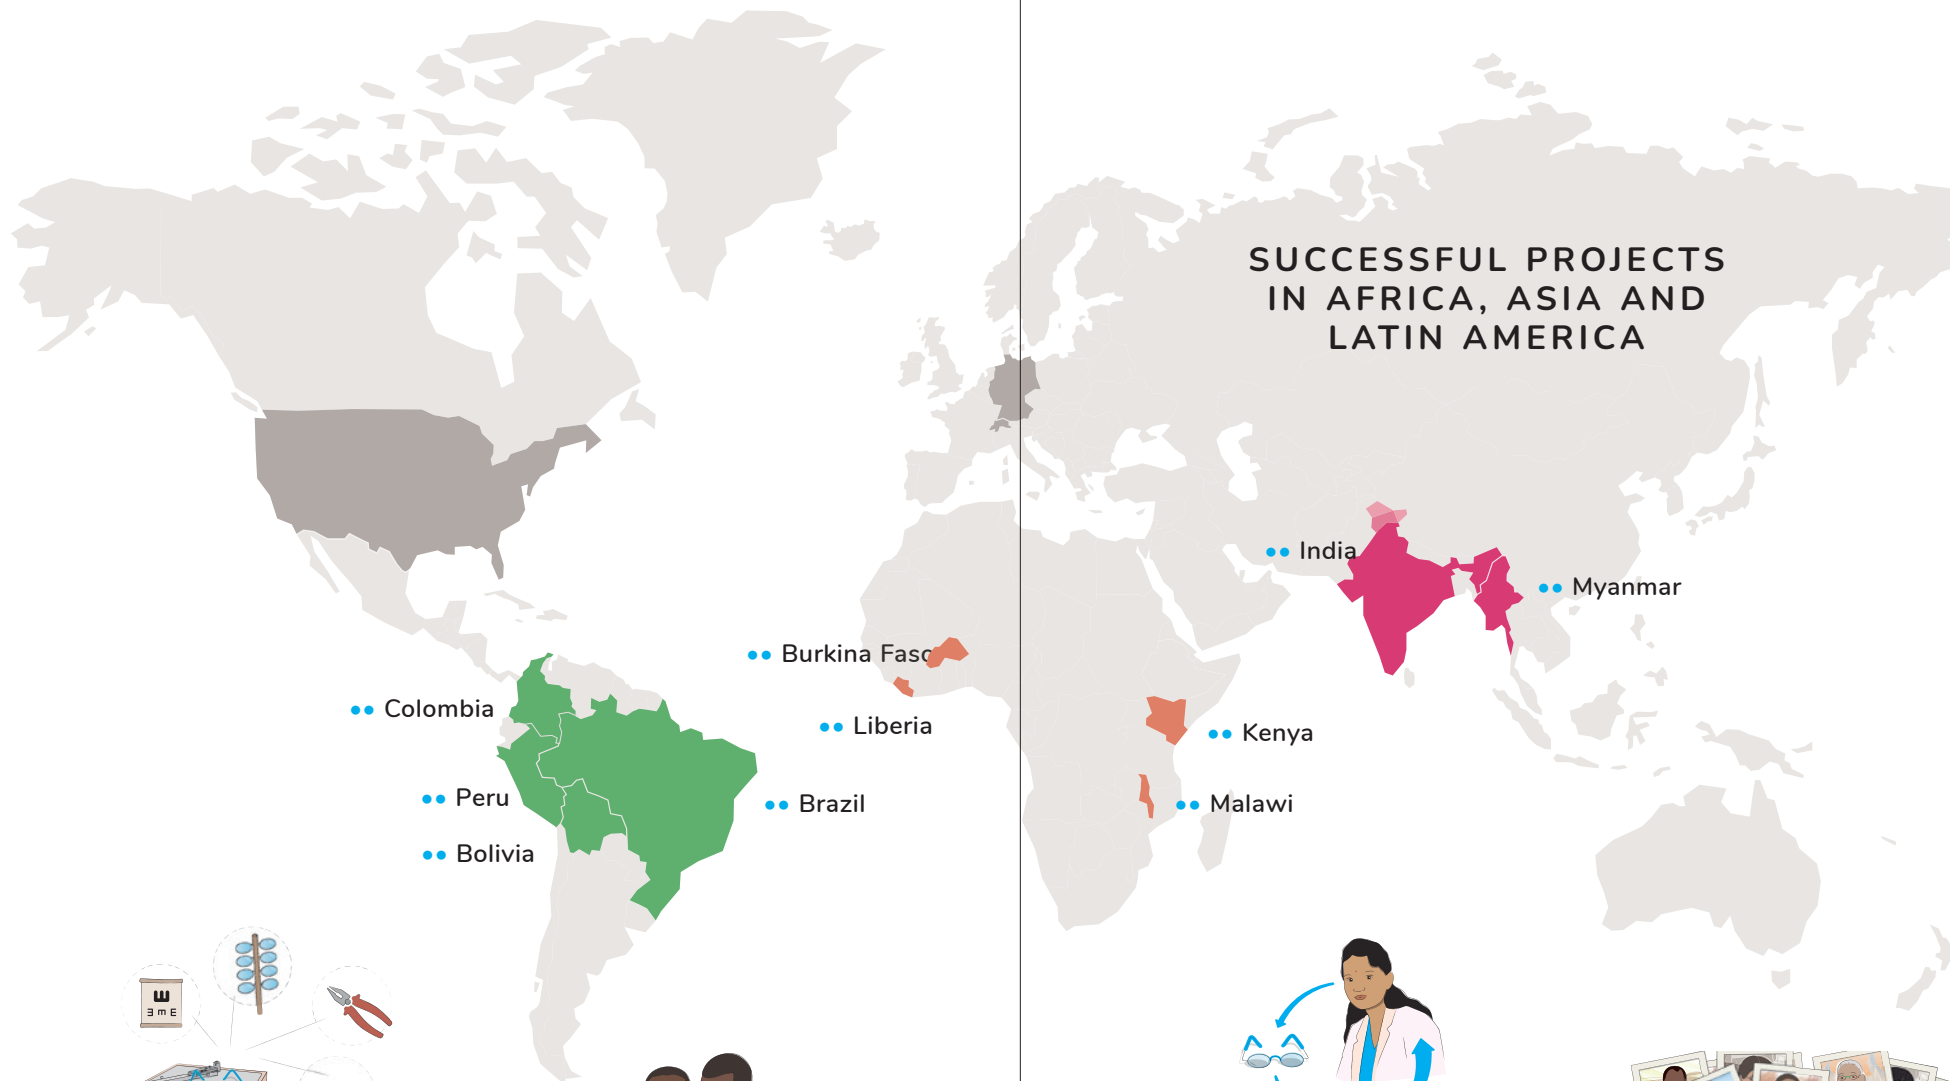 SUCCESSFUL PROJECTS
IN AFRICA, ASIA AND
LATIN AMERICA
India
Myanmar
Burkina Faso
Colombia
Liberia
Kenya
Peru
Brazil
Malawi
Bolivia
E
E m E